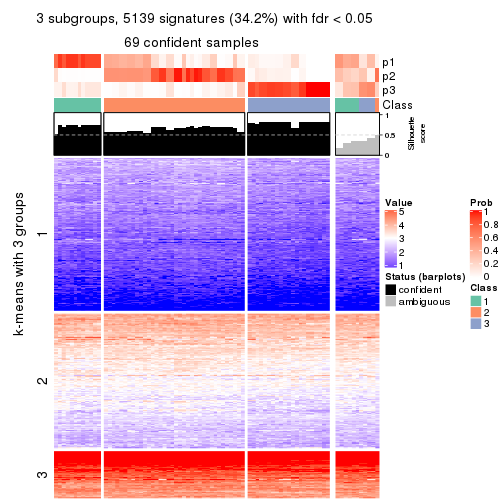 3 subgroups, 5139 signatures (34.2%) with fdr < 0.05
69 confident samples
p1
p2
p3
Class
1
0.5
0
Silhouette
score
k-means with 3 groups
1
2
3
Value
5
4
3
2
1
Status (barplots)
confident
ambiguous
Prob
1
0.8
0.6
0.4
0.2
0
Class
1
2
3